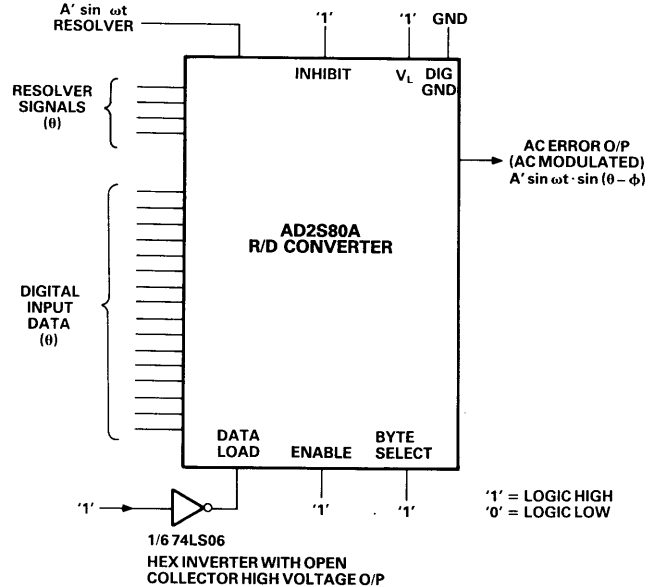 A' sin ωt
RESOLVER
'1'
'1'
GND
INHIBIT
VL
DIG
GND
RESOLVER
SIGNALS
(θ)
AC ERROR O/P
(AC MODULATED)
A' sin ωt · sin (θ – ϕ)
AD2S80A
R/D CONVERTER
DIGITAL
INPUT
DATA
(θ)
DATA
LOAD
ENABLE
BYTE
SELECT
'1'
'1'
'1'
'1' = LOGIC HIGH
'0' = LOGIC LOW
1/6 74LS06
HEX INVERTER WITH OPEN
COLLECTOR HIGH VOLTAGE O/P